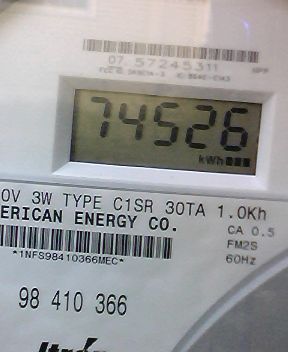 07 57245311
74526
kWh
0V 3W TYPE C1SR 30TA 1.0Kh
ERICAN ENERGY CO.
CA 0.5
FM2S
60Hz
*1NFS98410366MEC*
98 410 366
Itrón